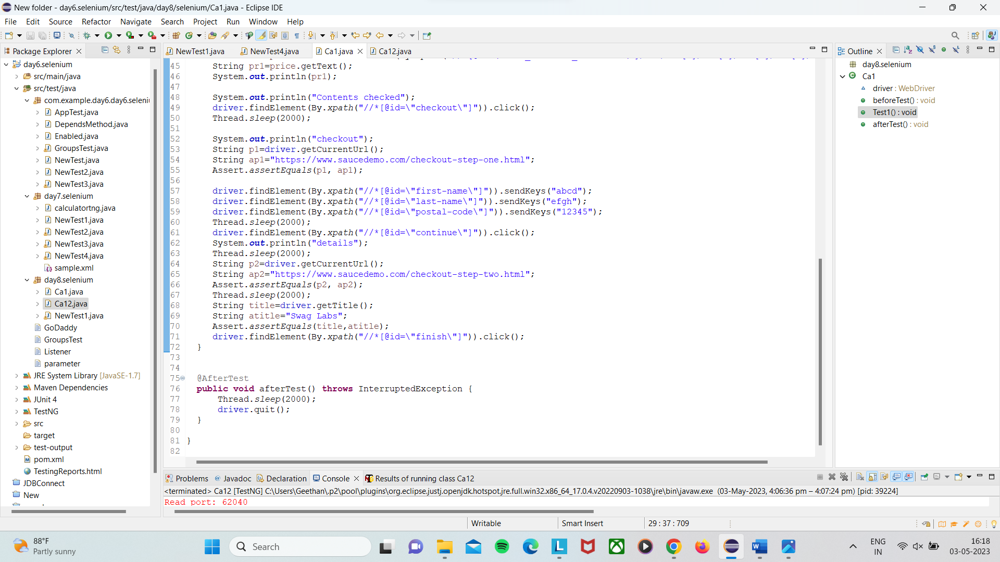 New folder - day6.selenium/src/test/java/day8/selenium/Ca1.java - Eclipse IDE
File Edit Source Refactor Navigate Search Project Run Window Help
Package Explorer
day6.selenium
src/main/java
src/test/java
com.example.day6.day6.seleni
AppTest.java
DependsMethod.java
Enabled.java
GroupsTest.java
NewTest.java
NewTest2.java
NewTest3.java
day7.selenium
calculatortng.java
NewTest1.java
NewTest2.java
NewTest3.java
NewTest4.java
sample.xml
day8.selenium
Ca1.java
Ca12.java
NewTest1.java
GoDaddy
GroupsTest
Listener
parameter
JRE System Library [JavaSE-1.7]
Maven Dependencies
JUnit 4
TestNG
src
target
test-output
pom.xml
TestingReports.html
JDBConnect
New
NewTest1.java NewTest4.java Ca1.java Ca12.java
45 String pr1=price.getText();
46 System.out.println(pr1);
47
48 System.out.println("Contents checked");
49 driver.findElement(By.xpath("//*[@id=\"checkout\"]")).click();
50 Thread.sleep(2000);
51
52 System.out.println("checkout");
53 String p1=driver.getCurrentUrl();
54 String ap1="https://www.saucedemo.com/checkout-step-one.html";
55 Assert.assertEquals(p1, ap1);
56
57 driver.findElement(By.xpath("//*[@id=\"first-name\"]")).sendKeys("abcd");
58 driver.findElement(By.xpath("//*[@id=\"last-name\"]")).sendKeys("efgh");
59 driver.findElement(By.xpath("//*[@id=\"postal-code\"]")).sendKeys("12345");
60 Thread.sleep(2000);
61 driver.findElement(By.xpath("//*[@id=\"continue\"]")).click();
62 System.out.println("details");
63 Thread.sleep(2000);
64 String p2=driver.getCurrentUrl();
65 String ap2="https://www.saucedemo.com/checkout-step-two.html";
66 Assert.assertEquals(p2, ap2);
67 Thread.sleep(2000);
68 String title=driver.getTitle();
69 String atitle="Swag Labs";
70 Assert.assertEquals(title,atitle);
71 driver.findElement(By.xpath("//*[@id=\"finish\"]")).click();
72 }
73
74
75 @AfterTest
76 public void afterTest() throws InterruptedException {
77 Thread.sleep(2000);
78 driver.quit();
79 }
80
81 }
82
Outline
day8.selenium
Ca1
driver : WebDriver
beforeTest() : void
Test1() : void
afterTest() : void
Problems Javadoc Declaration Console Results of running class Ca12
<terminated> Ca12 [TestNG] C:\Users\Geethan\.p2\pool\plugins\org.eclipse.justj.openjdk.hotspot.jre.full.win32.x86_64_17.0.4.v20220903-1038\jre\bin\javaw.exe (03-May-2023, 4:06:36 pm – 4:07:24 pm) [pid: 39224]
Read port: 62040
Writable Smart Insert 29 : 37 : 709
88°F
Partly sunny
Search
ENG
IN
16:18
03-05-2023